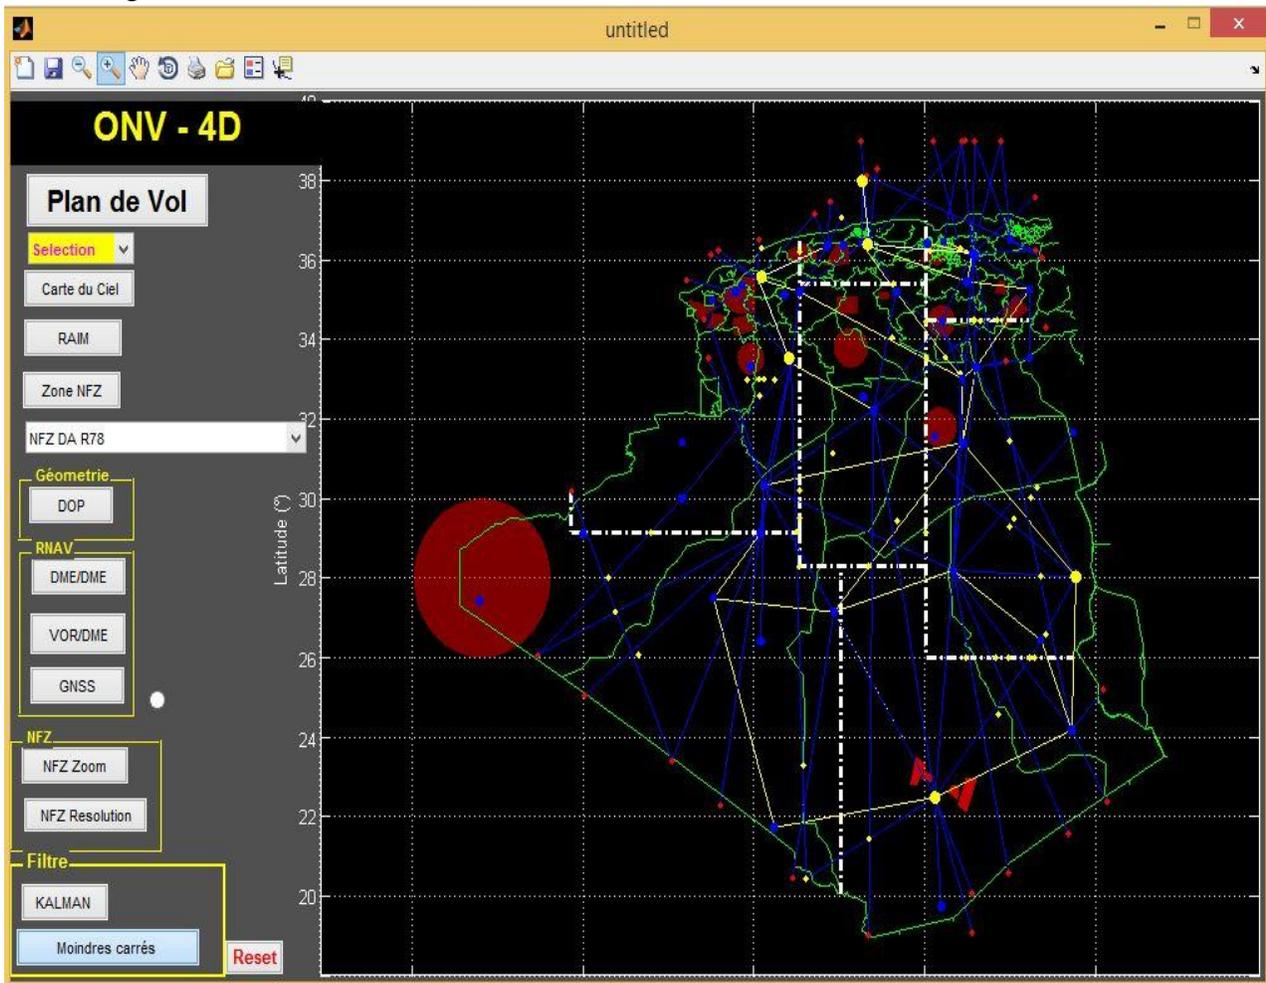 untitled
ONV - 4D
Plan de Vol
Selection
Carte du Ciel
RAIM
Zone NFZ
NFZ DA R78
Géometrie
DOP
RNAV
DME/DME
VOR/DME
GNSS
NFZ
NFZ Zoom
NFZ Resolution
Filtre
KALMAN
Moindres carrés
Reset
38
36
34
32
30
28
26
24
22
20
Latitude (°)